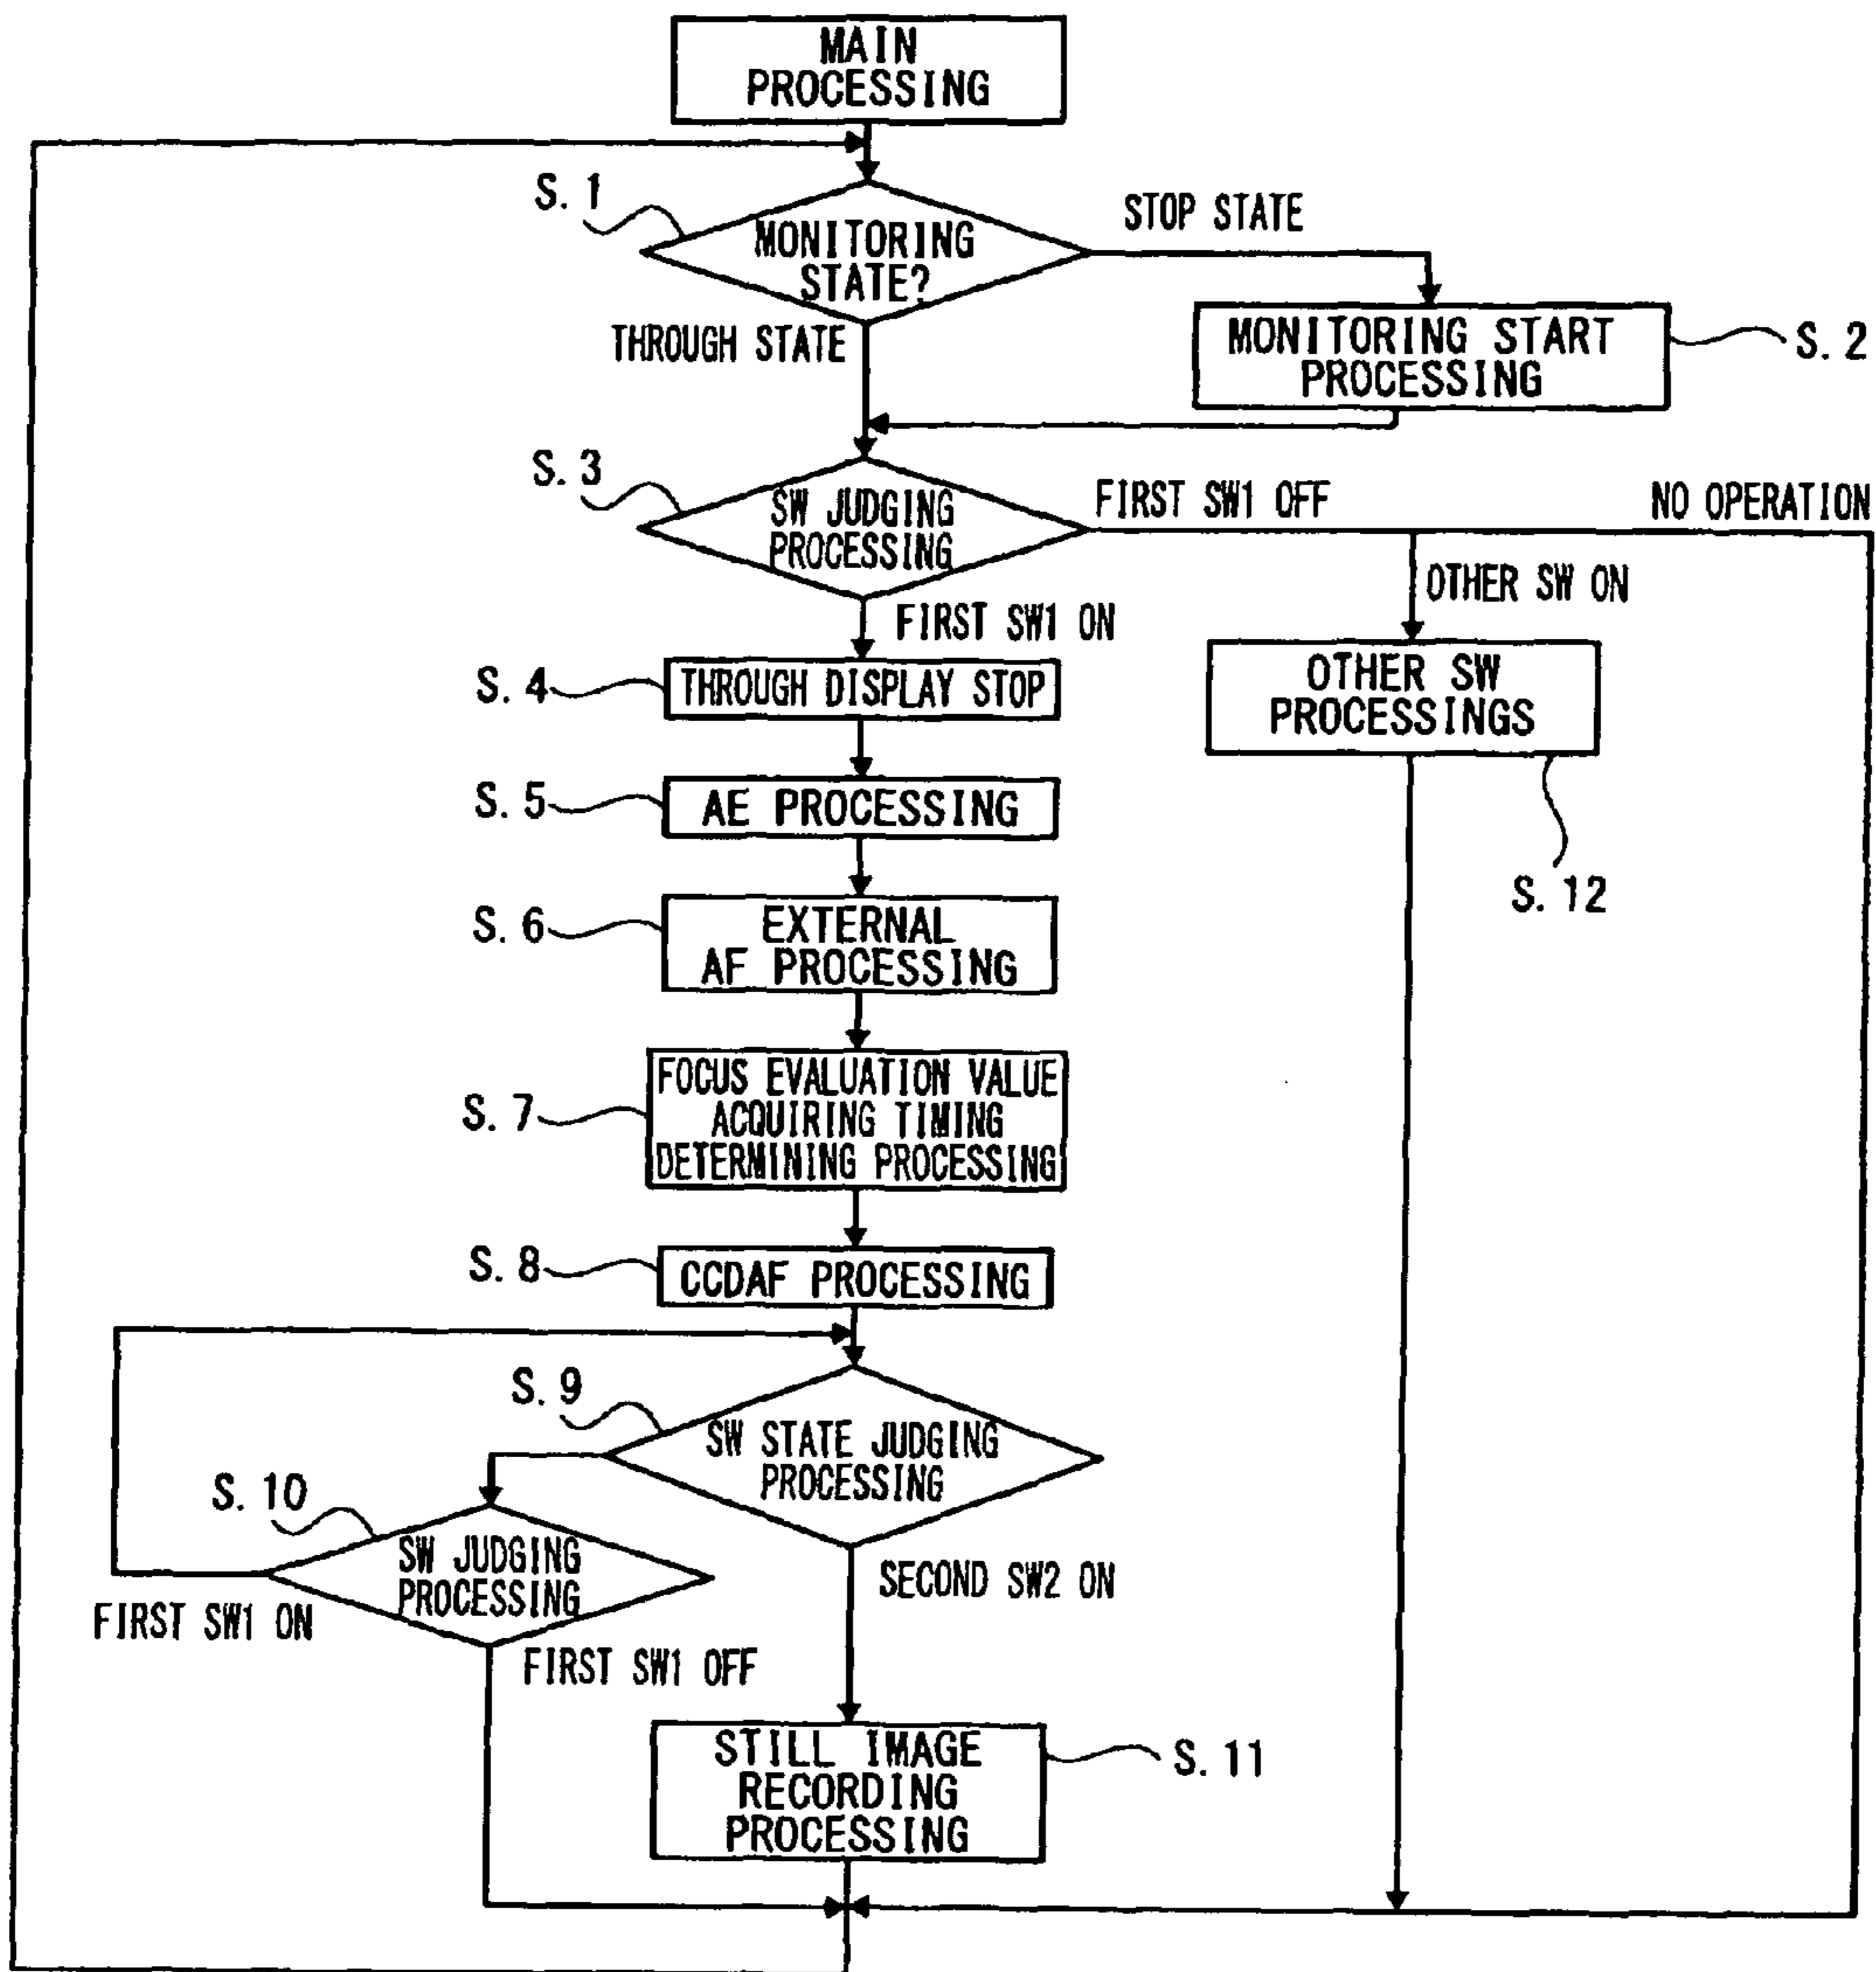 MAIN
PROCESSING
S. 1
MONITORING
STATE?
STOP STATE
THROUGH STATE
MONITORING START
PROCESSING
S. 2
S. 3
SW JUDGING
PROCESSING
FIRST SW1 OFF
NO OPERATION
OTHER SW ON
FIRST SW1 ON
S. 4
THROUGH DISPLAY STOP
OTHER SW
PROCESSINGS
S. 12
S. 5
AE PROCESSING
S. 6
EXTERNAL
AF PROCESSING
S. 7
FOCUS EVALUATION VALUE
ACQUIRING TIMING
DETERMINING PROCESSING
S. 8
CCDAF PROCESSING
S. 9
SW STATE JUDGING
PROCESSING
S. 10
SW JUDGING
PROCESSING
FIRST SW1 ON
FIRST SW1 OFF
SECOND SW2 ON
STILL IMAGE
RECORDING
PROCESSING
S. 11